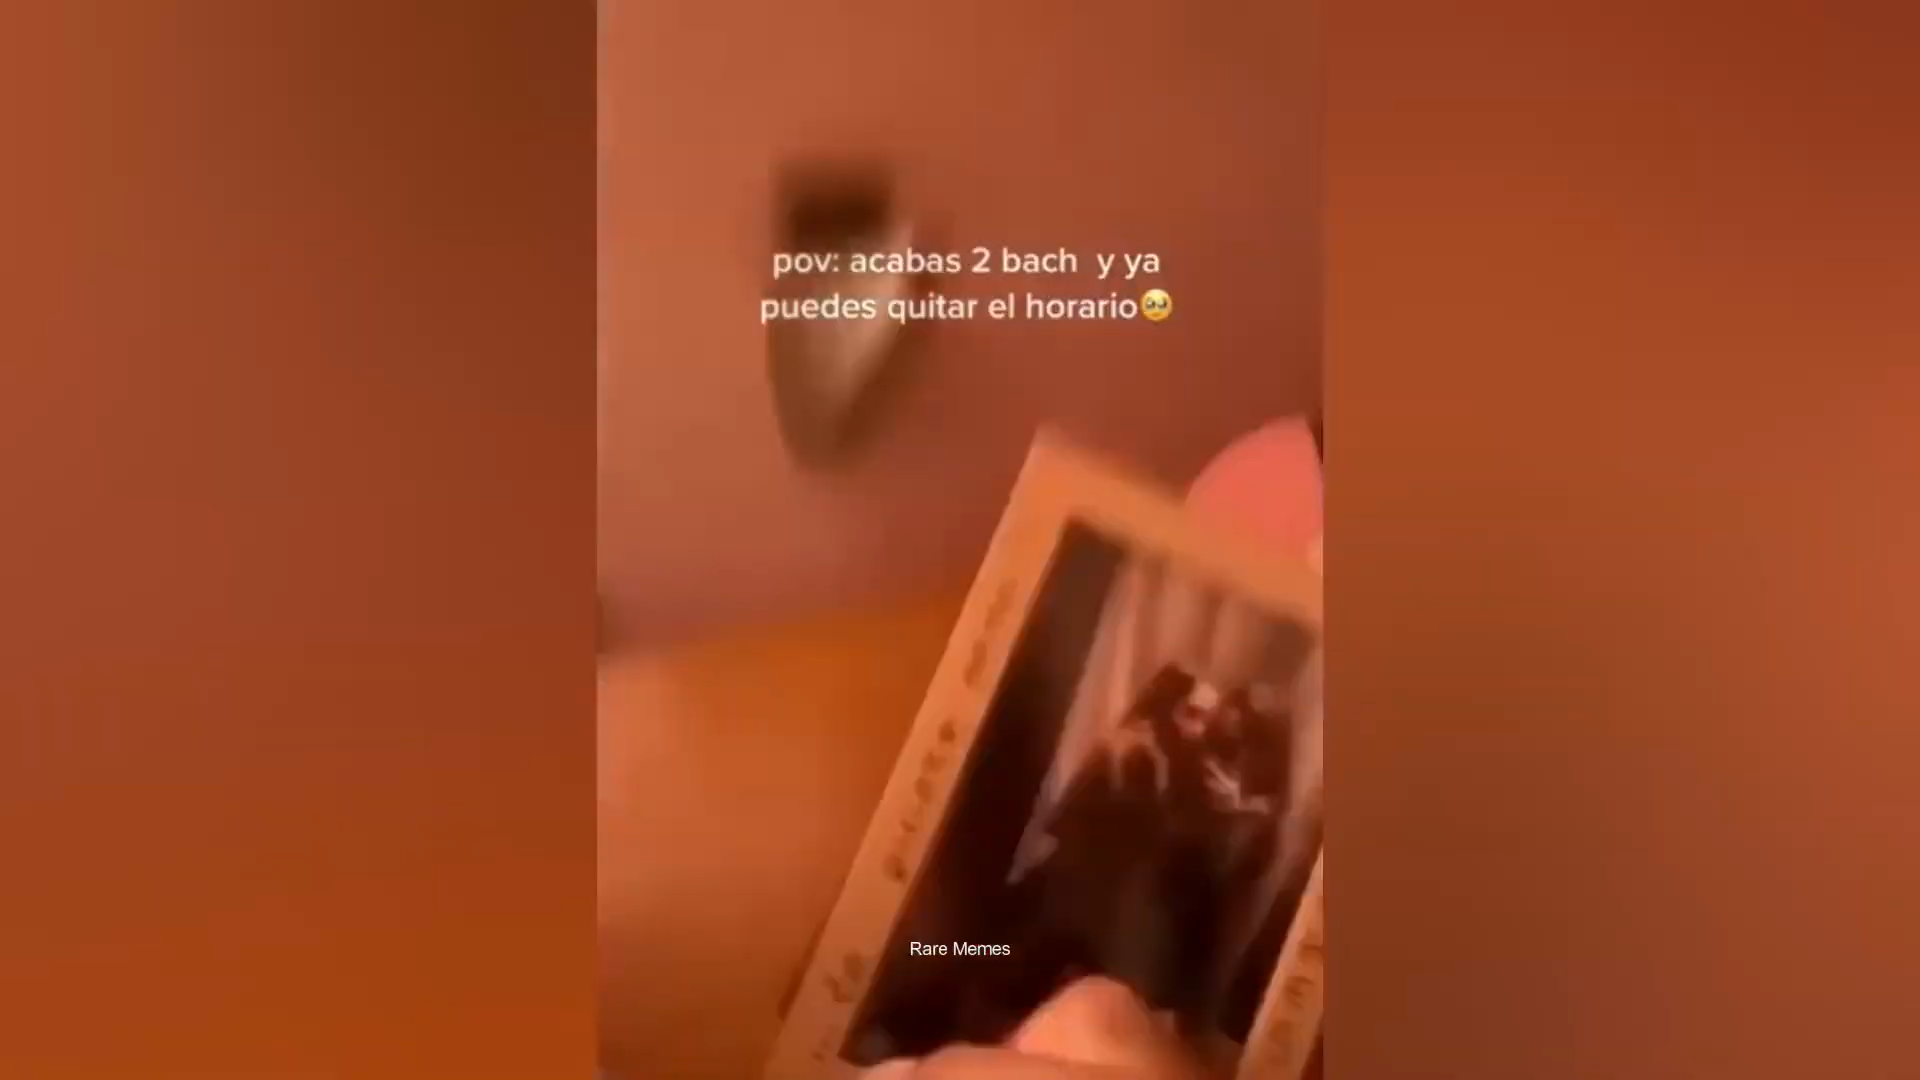 pov: acabas 2 bach y ya
puedes quitar el horario🥹
Rare Memes